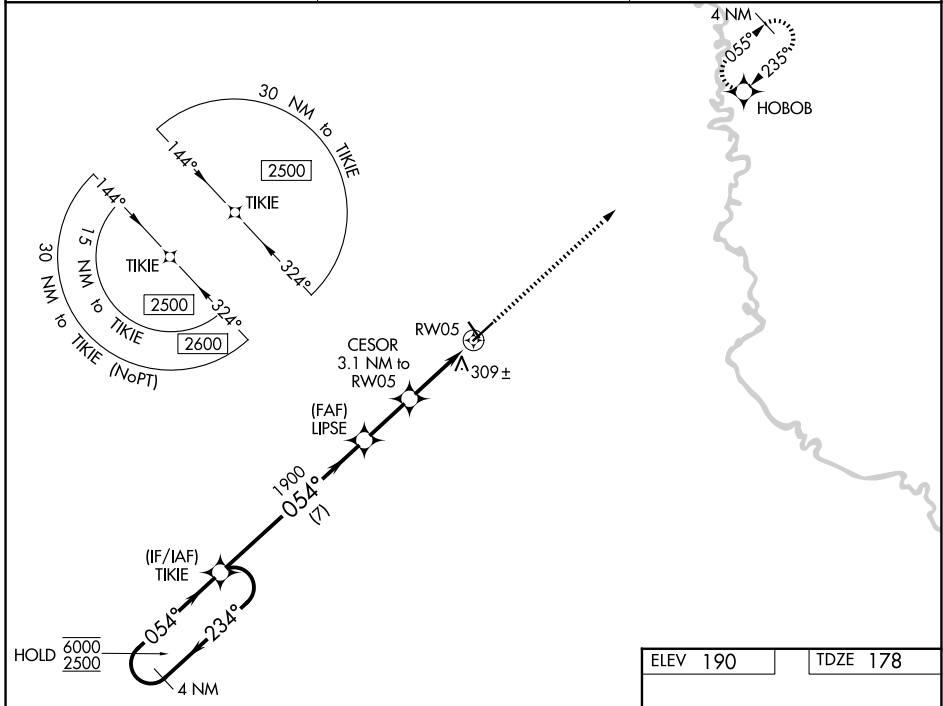 4 NM
055°
235°
HOBOB
30 NM to TIKIE
144°
2500
TIKIE
324°
144°
TIKIE
15 NM to TIKIE
2500
324°
2600
30 NM to TIKIE (NoPT)
RW05
CESOR
3.1 NM to
RW05
309±
(FAF)
LIPSE
1900
054°
(7)
(IF/IAF)
TIKIE
054°
234°
HOLD 6000
2500
4 NM
ELEV 190
TDZE 178